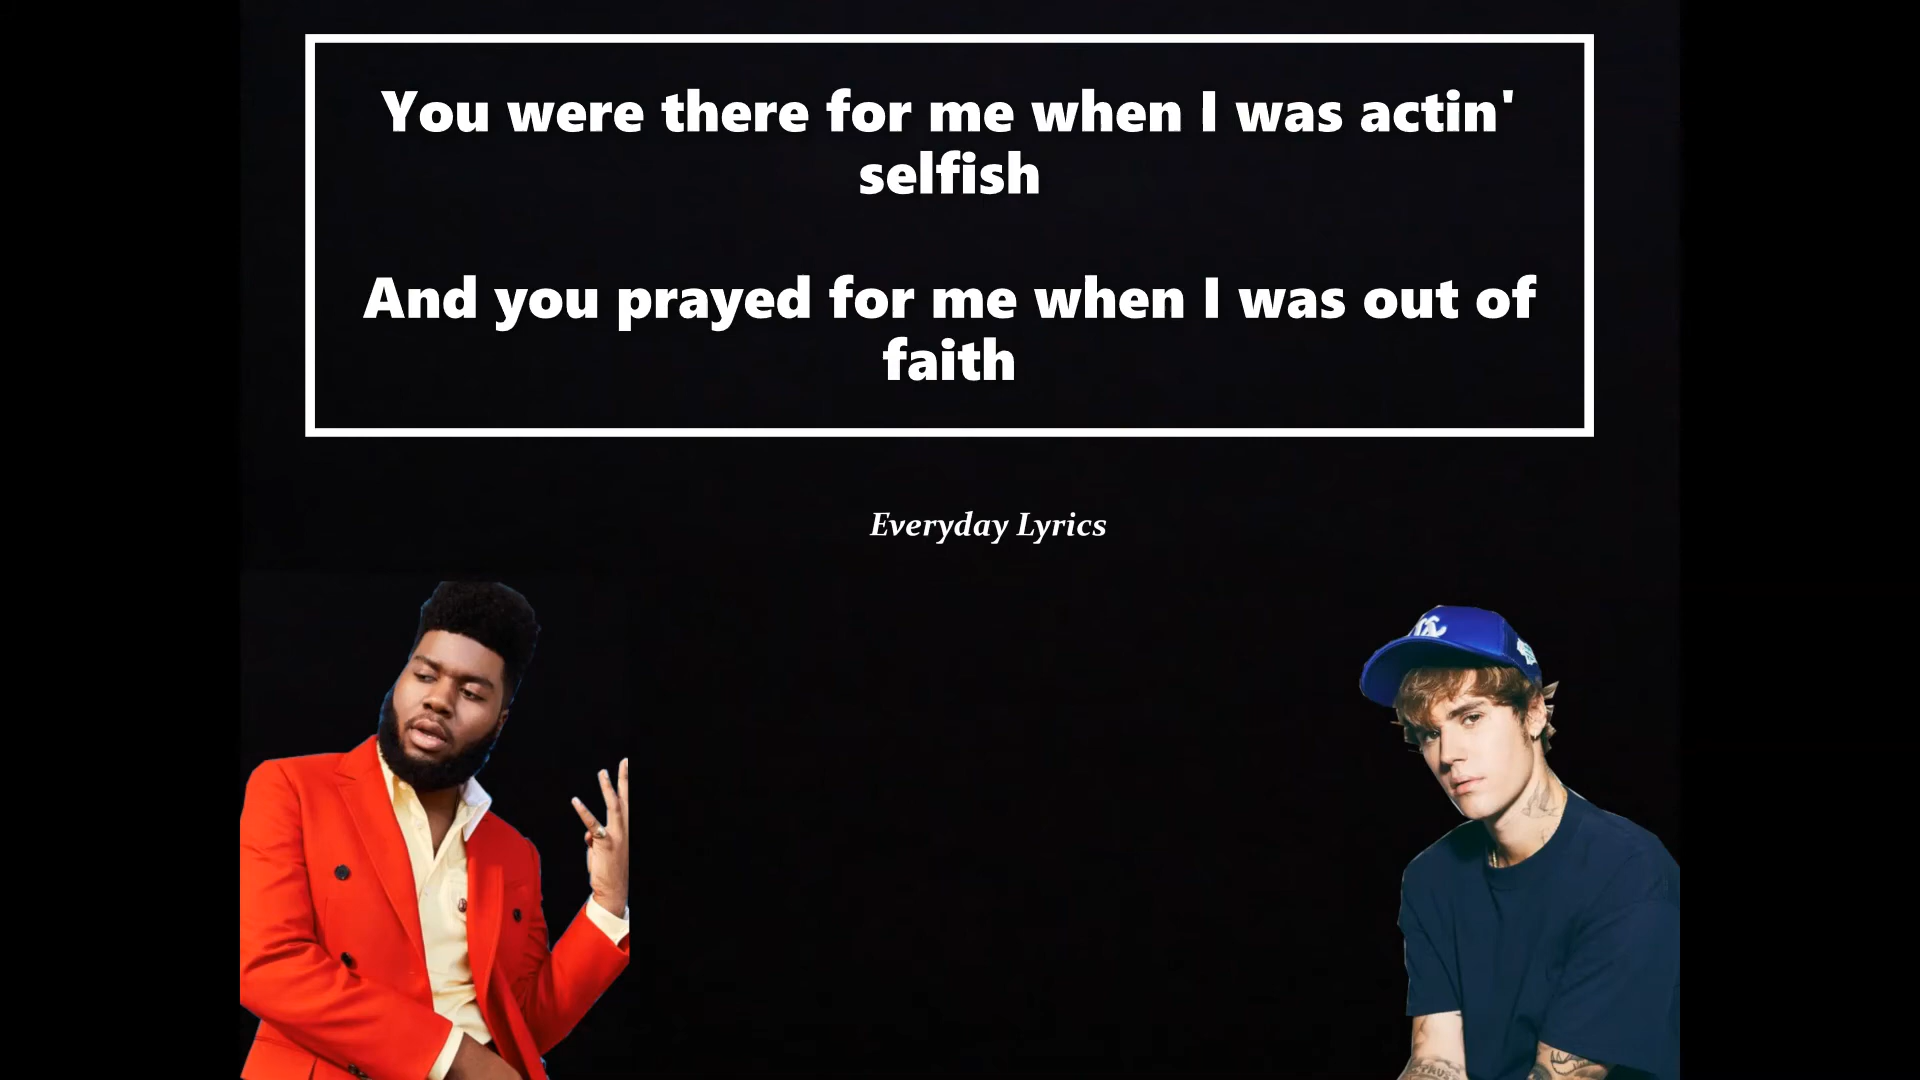 You were there for me when I was actin'
selfish
And you prayed for me when I was out of
faith
Everyday Lyrics